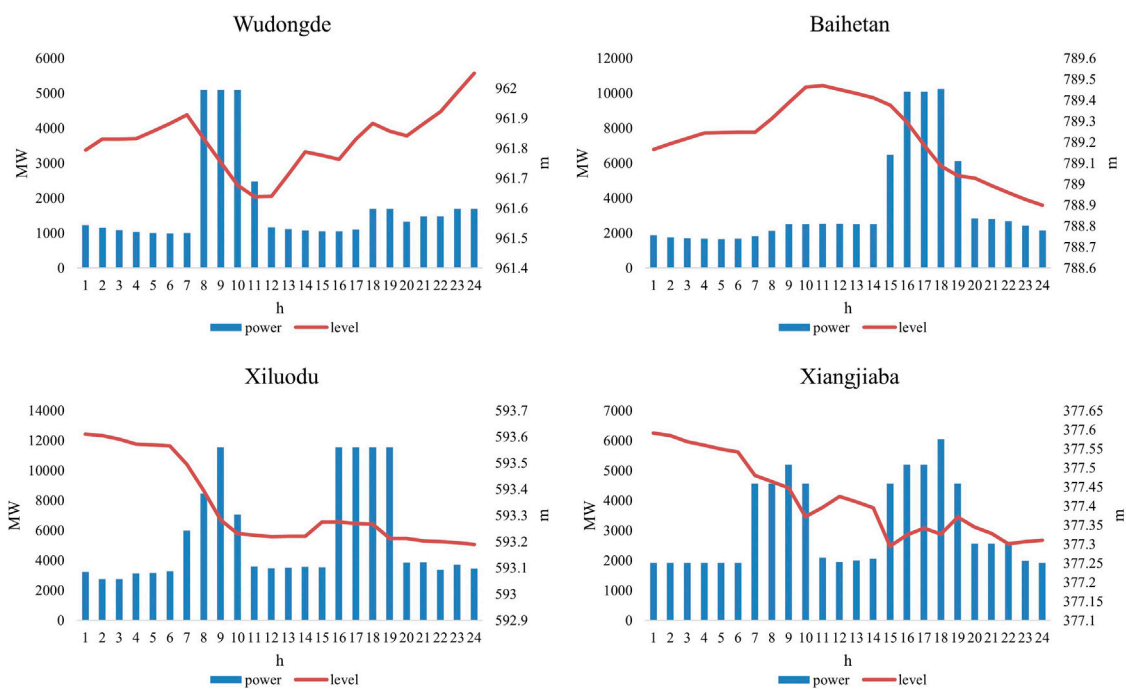 Wudongde
6000
5000
4000
3000
2000
1000
0
MW
962
961.9
961.8
961.7
961.6
961.5
961.4
m
1 2 3 4 5 6 7 8 9 10 11 12 13 14 15 16 17 18 19 20 21 22 23 24
h
power level
Baihetan
12000
10000
8000
6000
4000
2000
0
MW
789.6
789.5
789.4
789.3
789.2
789.1
789
788.9
788.8
788.7
788.6
m
1 2 3 4 5 6 7 8 9 10 11 12 13 14 15 16 17 18 19 20 21 22 23 24
h
power level
Xiluodu
14000
12000
10000
8000
6000
4000
2000
0
MW
593.7
593.6
593.5
593.4
593.3
593.2
593.1
593
592.9
m
1 2 3 4 5 6 7 8 9 10 11 12 13 14 15 16 17 18 19 20 21 22 23 24
h
power level
Xiangjiaba
7000
6000
5000
4000
3000
2000
1000
0
MW
377.65
377.6
377.55
377.5
377.45
377.4
377.35
377.3
377.25
377.2
377.15
377.1
m
1 2 3 4 5 6 7 8 9 10 11 12 13 14 15 16 17 18 19 20 21 22 23 24
h
power level